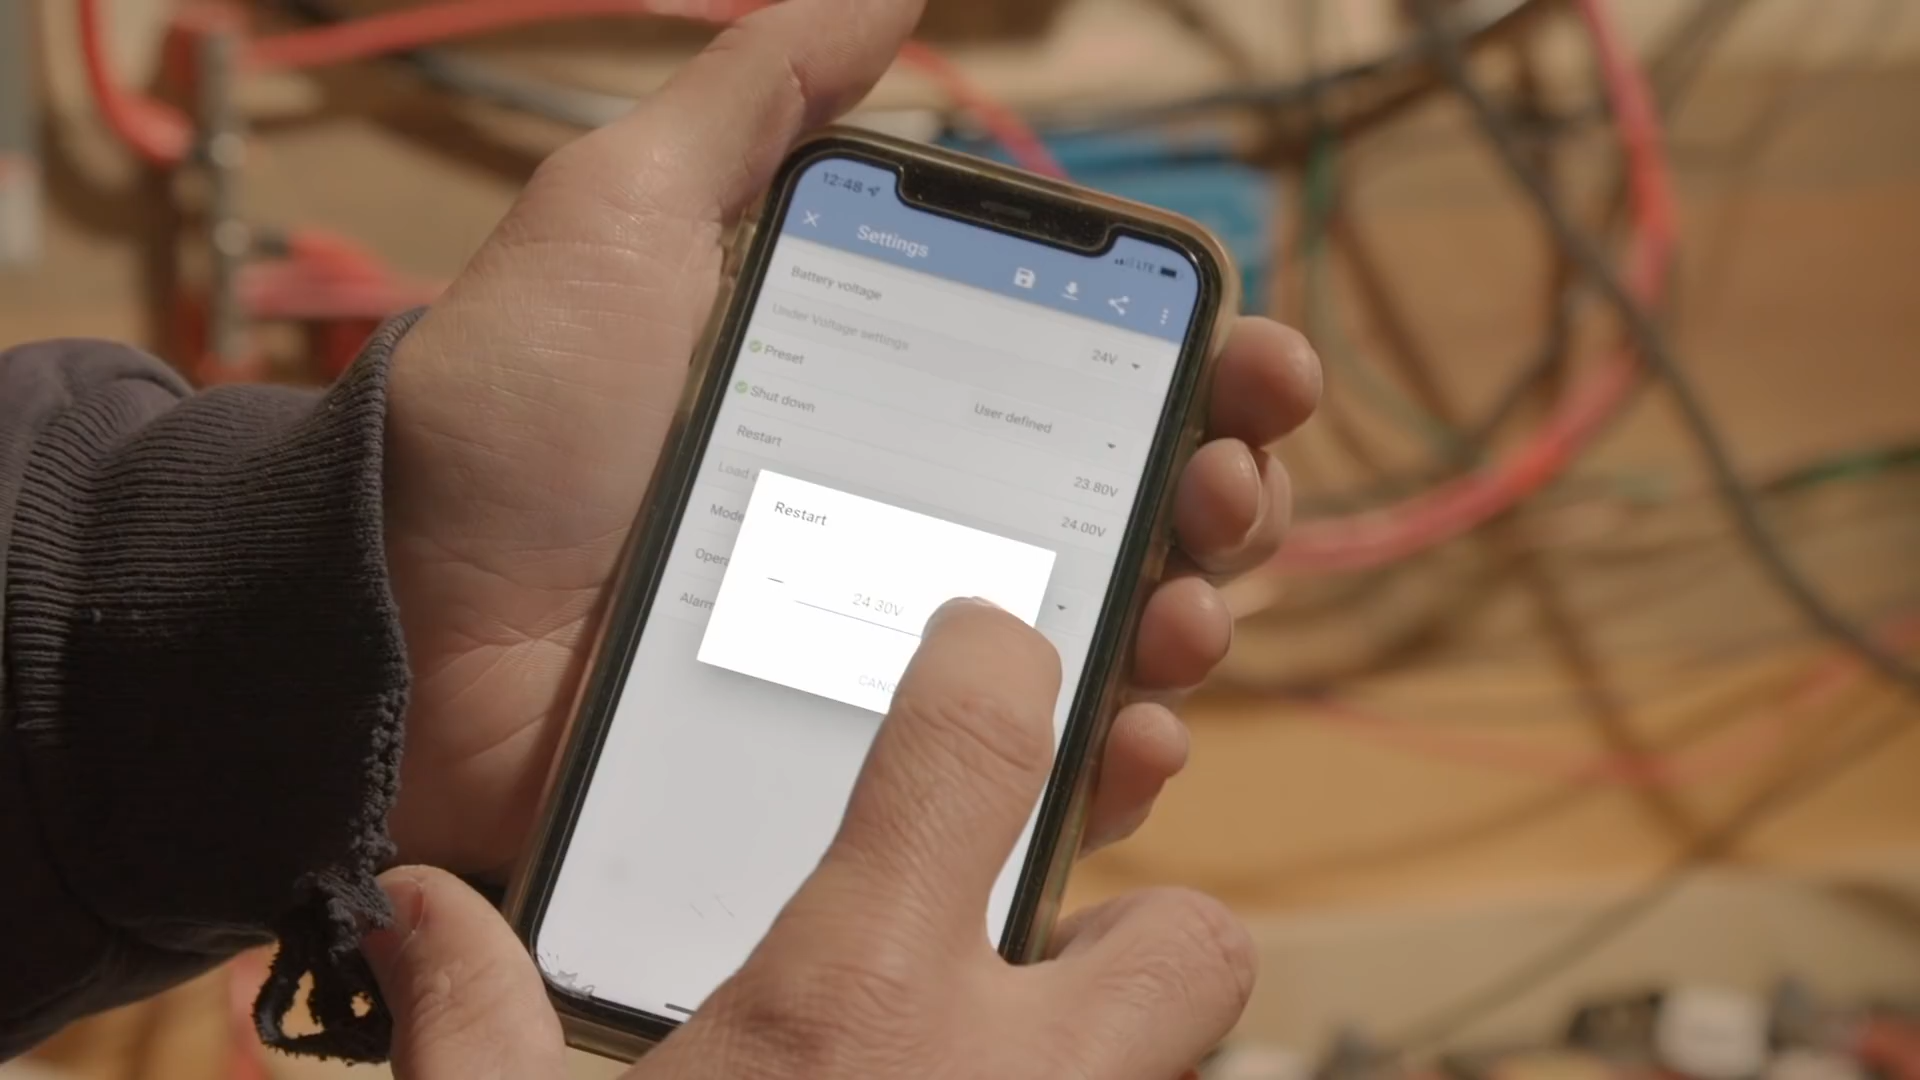 12:48
LTE
Settings
Battery voltage
24V
Under Voltage settings
Preset
User defined
Shut down
23.80V
Restart
24.00V
Load
Restart
24.30V